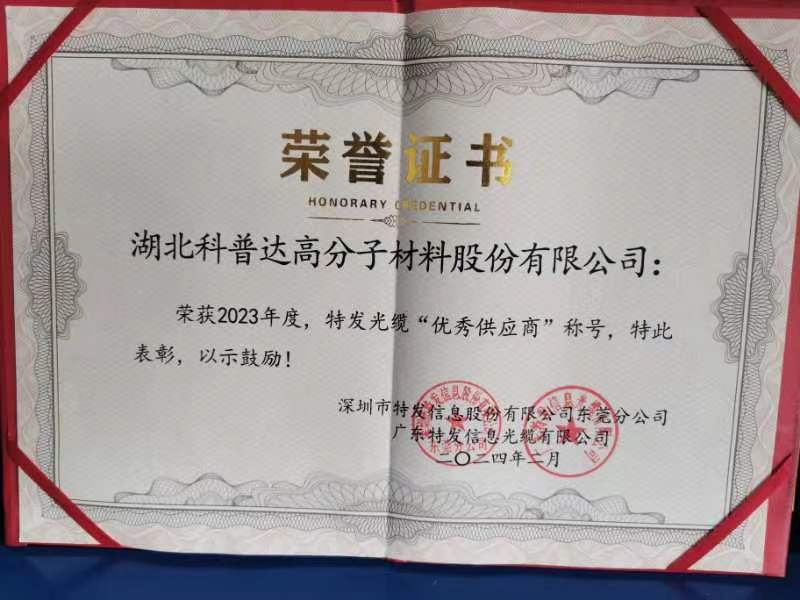 荣誉证书
HONORARY CREDENTIAL
湖北科普达高分子材料股份有限公司：
荣获2023年度，特发光缆“优秀供应商”称号，特此
表彰，以示鼓励！
深圳市特发信息股份有限公司东莞分公司
广东特发信息光缆有限公司
二〇二四年二月